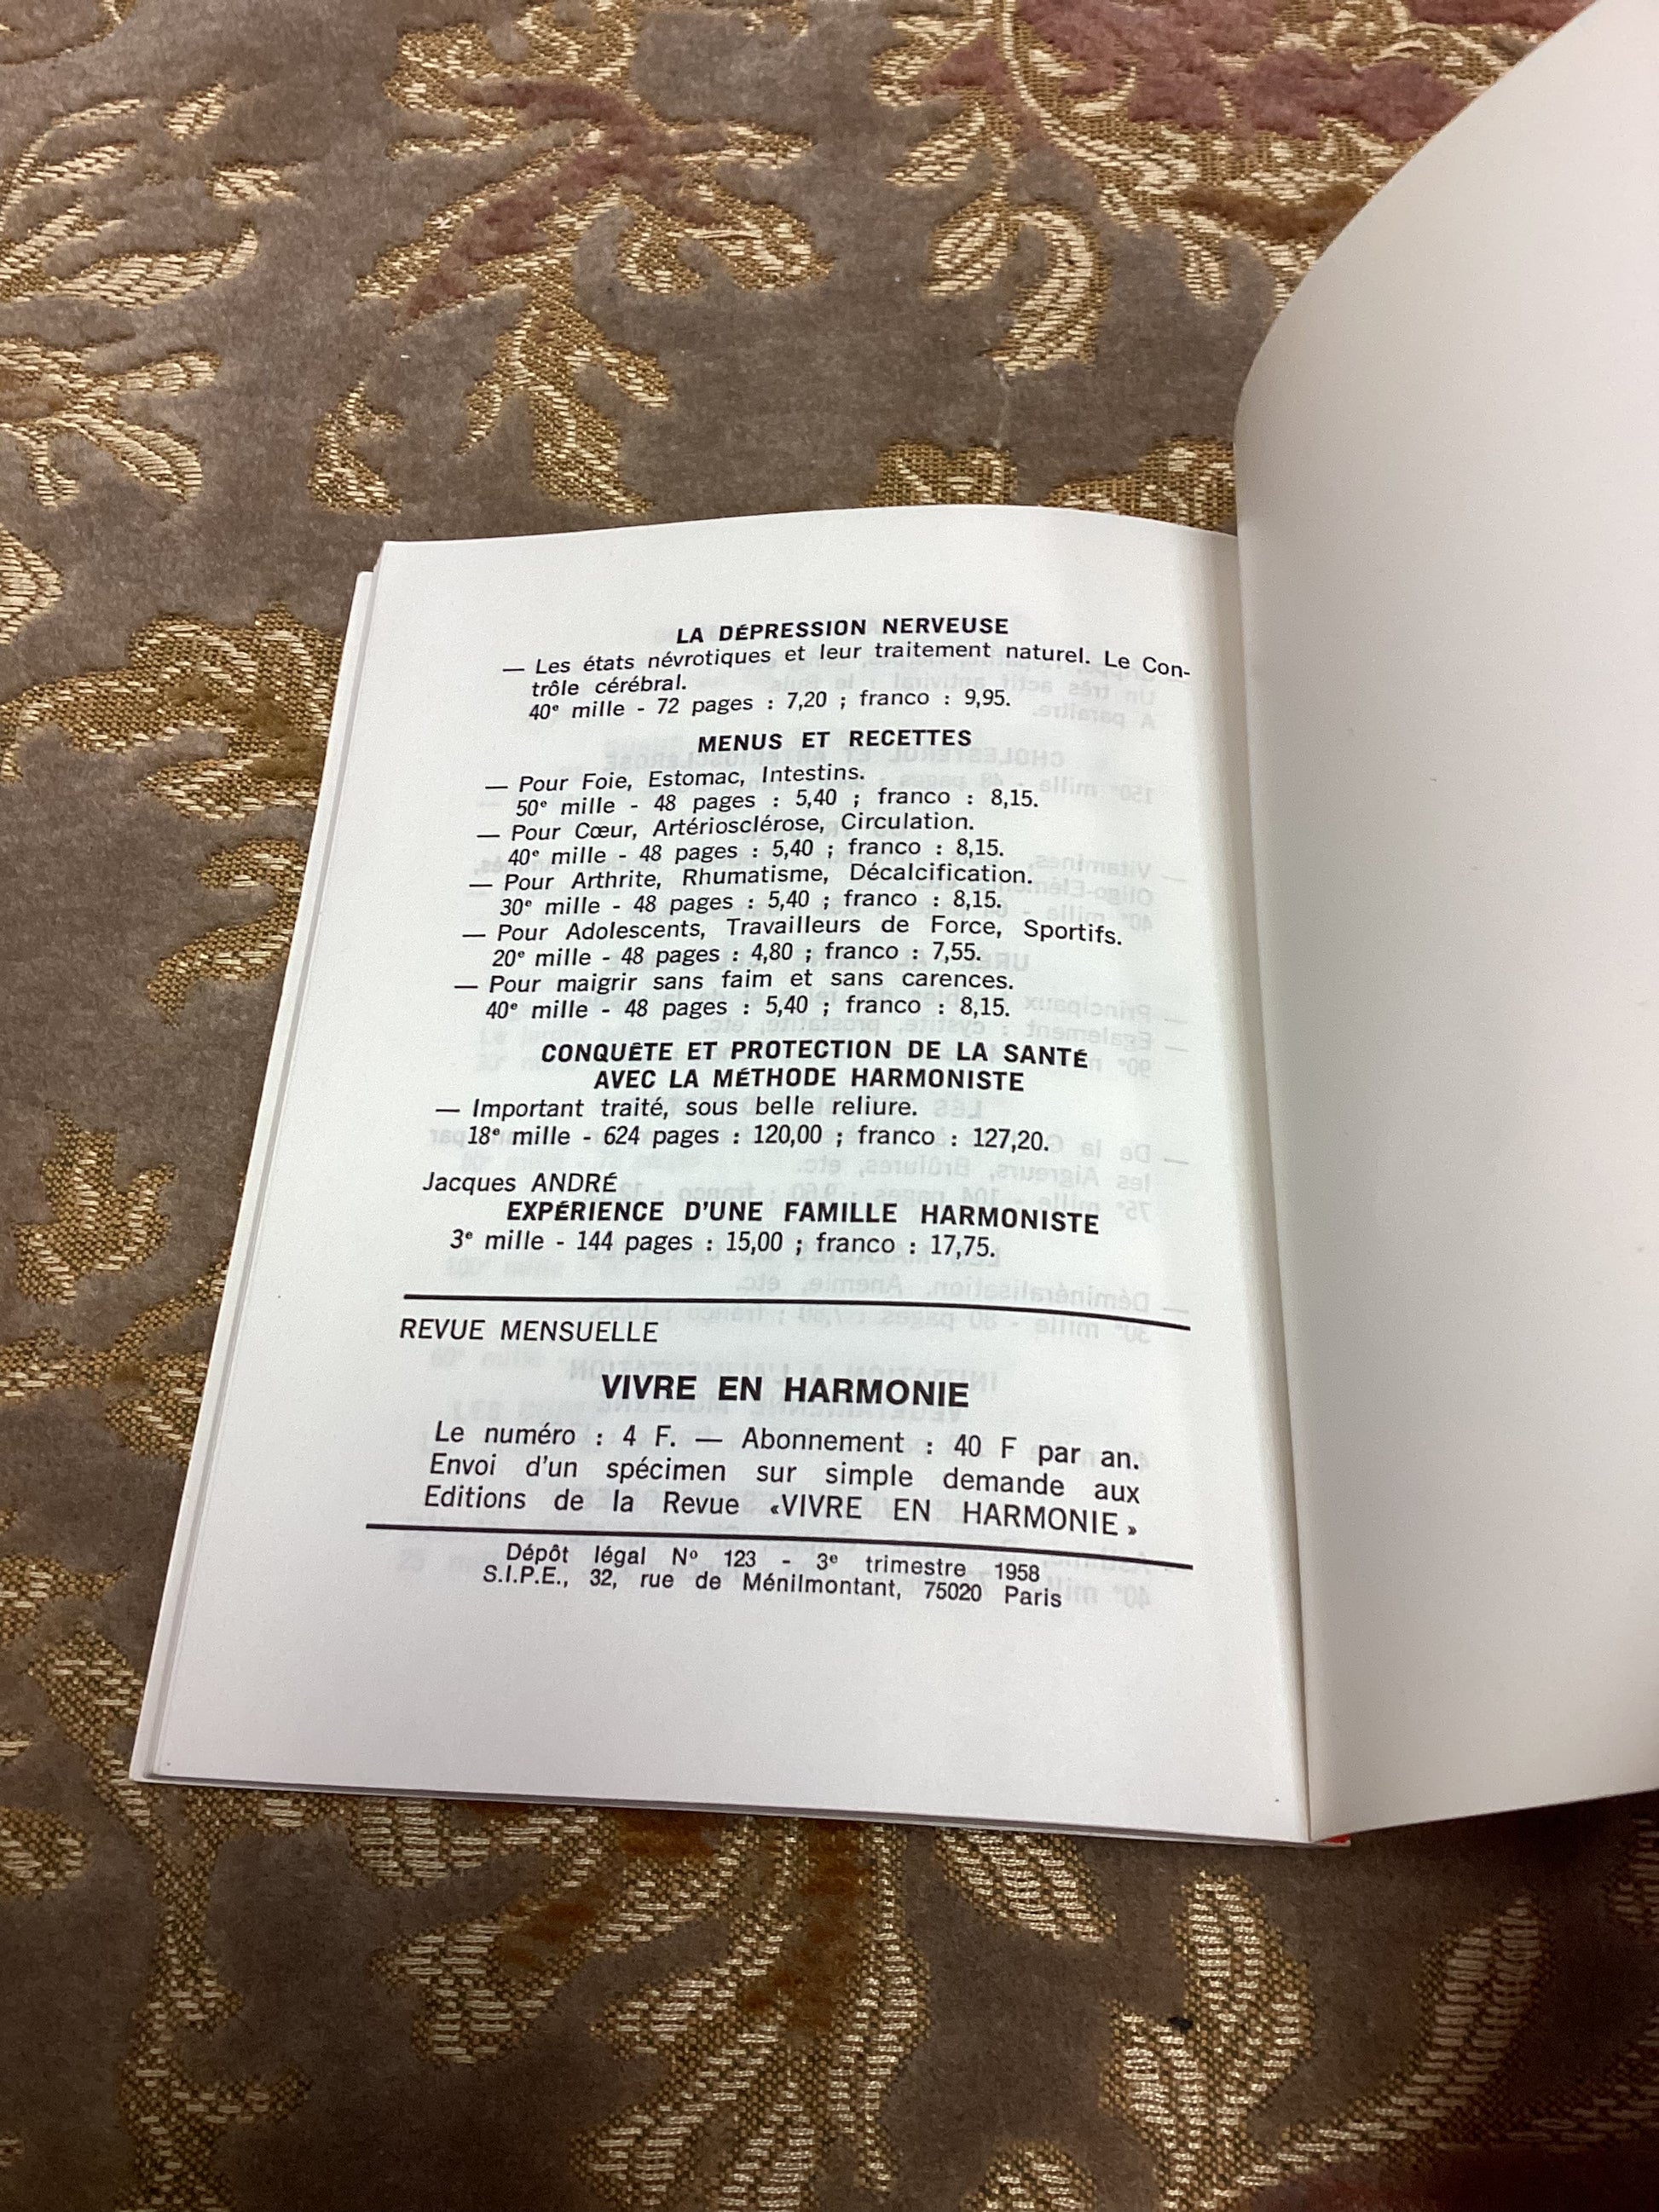 LA DÉPRESSION NERVEUSE
— Les états névrotiques et leur traitement naturel. Le Con-
trôle cérébral.
40e mille - 72 pages : 7,20 ; franco : 9,95.
MENUS ET RECETTES
— Pour Foie, Estomac, Intestins.
50e mille - 48 pages : 5,40 ; franco : 8,15.
— Pour Cœur, Artériosclérose, Circulation.
40e mille - 48 pages : 5,40 ; franco : 8,15.
— Pour Arthrite, Rhumatisme, Décalcification.
30e mille - 48 pages : 5,40 ; franco : 8,15.
— Pour Adolescents, Travailleurs de Force, Sportifs.
20e mille - 48 pages : 4,80 ; franco : 7,55.
— Pour maigrir sans faim et sans carences.
40e mille - 48 pages : 5,40 ; franco : 8,15.
CONQUÊTE ET PROTECTION DE LA SANTÉ
AVEC LA MÉTHODE HARMONISTE
— Important traité, sous belle reliure.
18e mille - 624 pages : 120,00 ; franco : 127,20.
Jacques ANDRÉ
EXPÉRIENCE D'UNE FAMILLE HARMONISTE
3e mille - 144 pages : 15,00 ; franco : 17,75.
REVUE MENSUELLE
VIVRE EN HARMONIE
Le numéro : 4 F. — Abonnement : 40 F par an.
Envoi d'un spécimen sur simple demande aux
Editions de la Revue «VIVRE EN HARMONIE»
Dépôt légal No 123 - 3e trimestre 1958
S.I.P.E., 32, rue de Ménilmontant, 75020 Paris